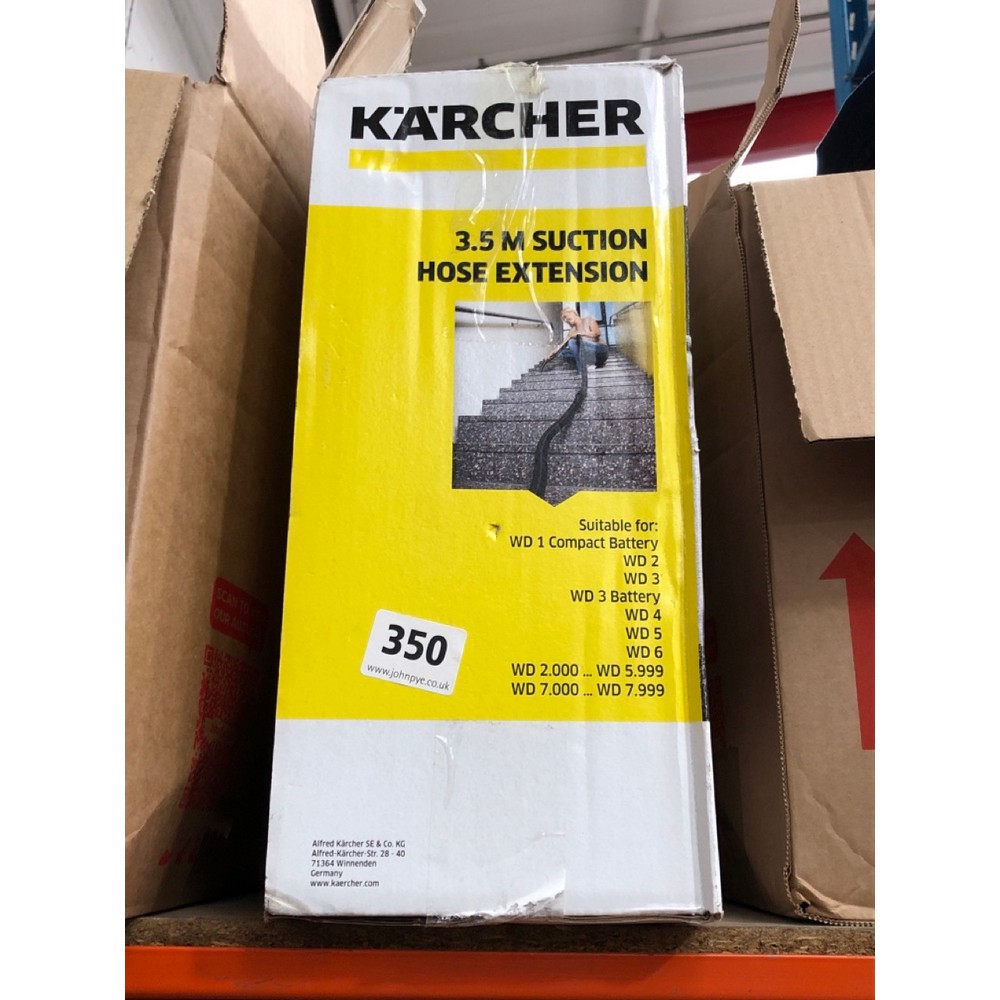 KÄRCHER
3.5 M SUCTION
HOSE EXTENSION
Suitable for:
WD 1 Compact Battery
WD 2
WD 3
WD 3 Battery
WD 4
WD 5
WD 6
WD 2.000 ... WD 5.999
WD 7.000 ... WD 7.999
350
www.johnpye.co.uk
Alfred Kärcher SE & Co. KG
Alfred-Kärcher-Str. 28 - 40
71364 Winnenden
Germany
www.kaercher.com